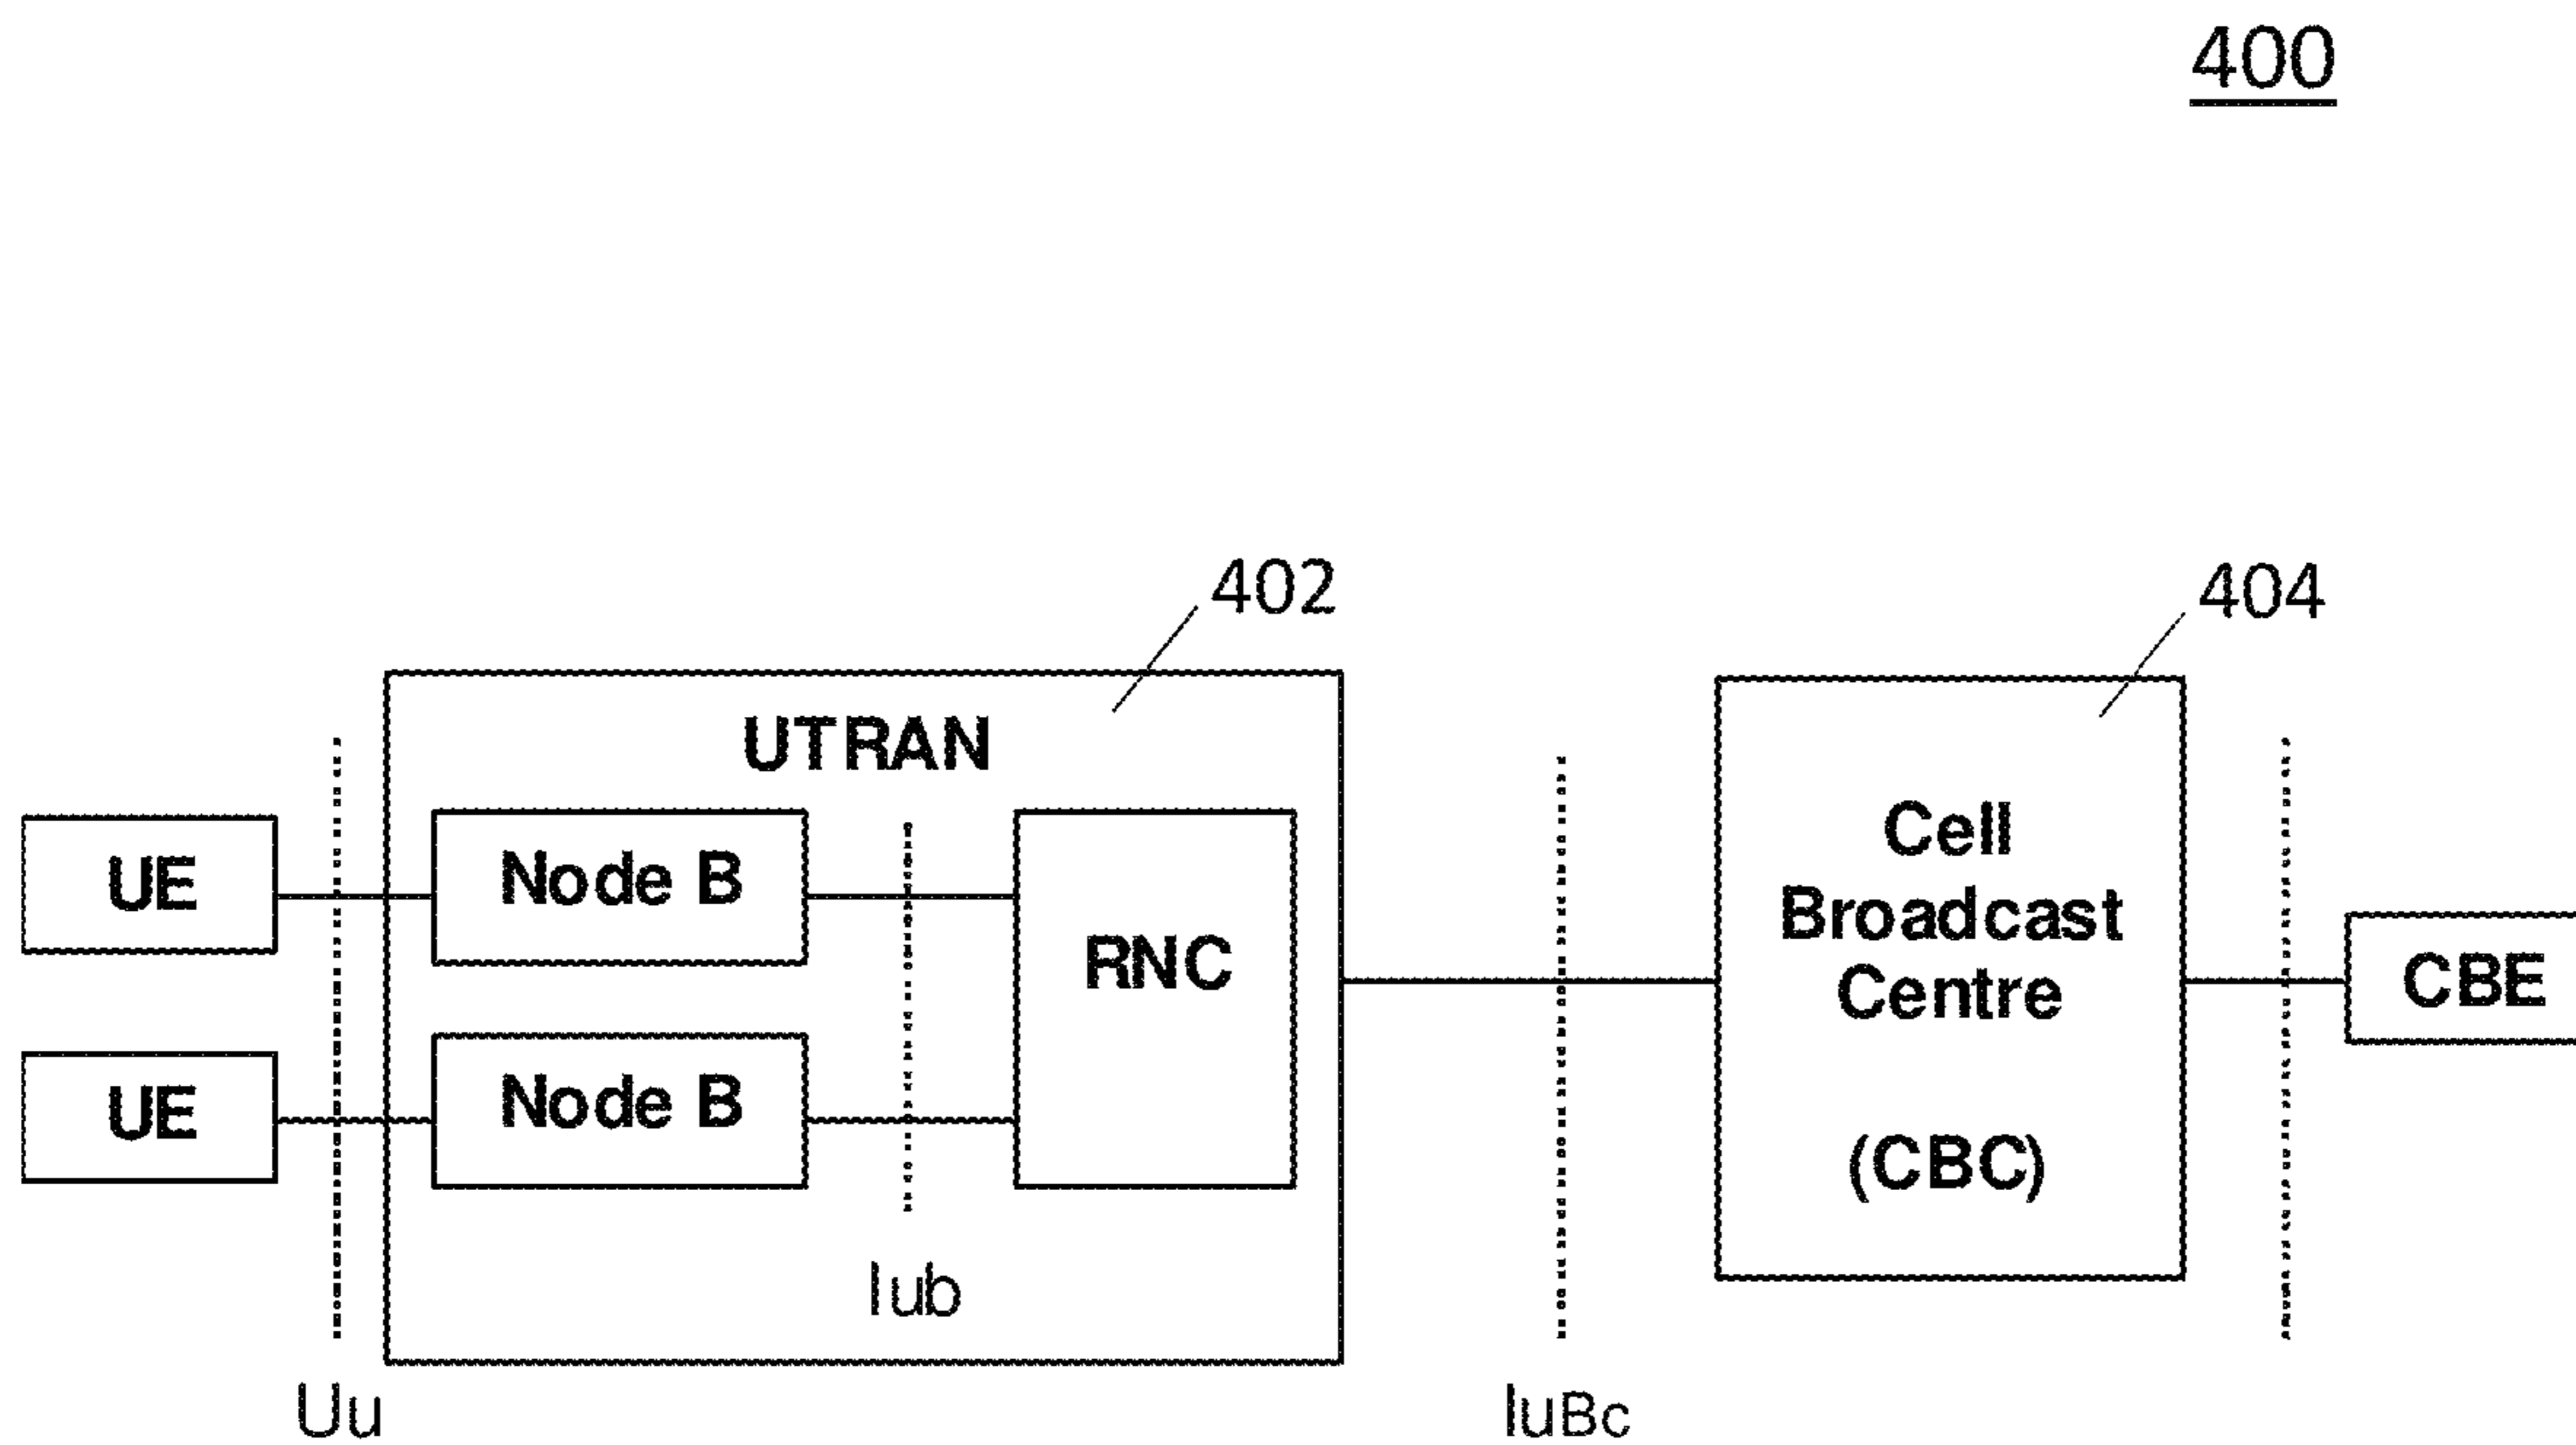 400
402
404
UTRAN
UE
Node B
RNC
UE
Node B
Iub
Cell
Broadcast
Centre
(CBC)
CBE
Uu
IuBc